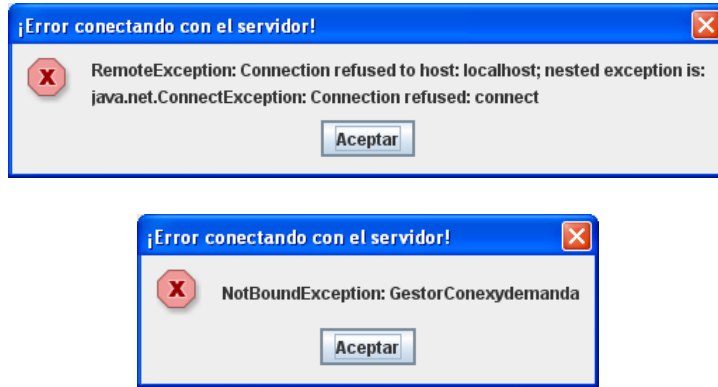 ¡Error conectando con el servidor!
RemoteException: Connection refused to host: localhost; nested exception is:
java.net.ConnectException: Connection refused: connect
Aceptar
¡Error conectando con el servidor!
NotBoundException: GestorConexydemanda
Aceptar